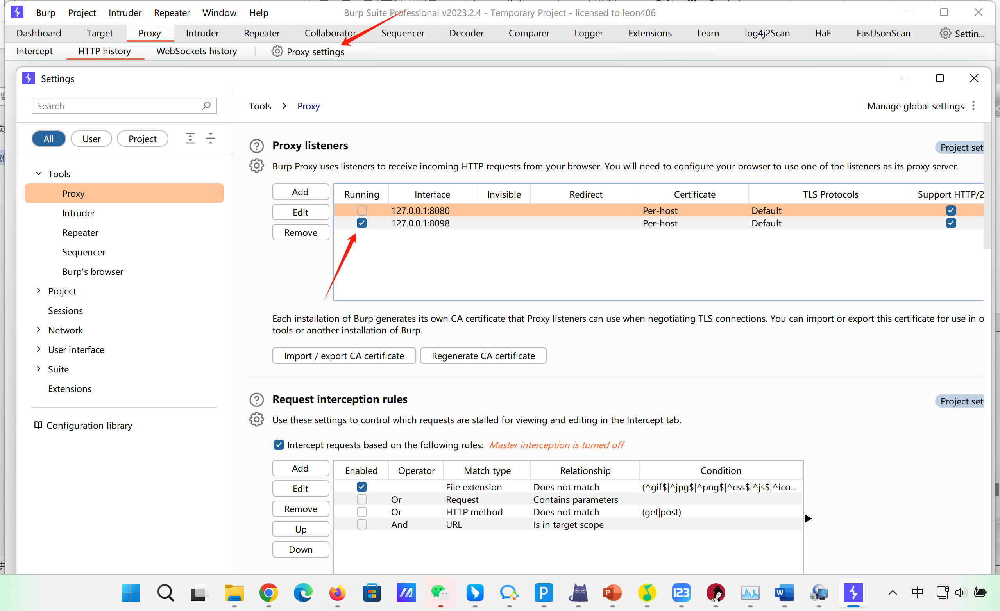 Burp Project Intruder Repeater Window Help Burp Suite Professional v2023.2.4 - Temporary Project - licensed to leon406
Dashboard Target Proxy Intruder Repeater Collaborator Sequencer Decoder Comparer Logger Extensions Learn log4j2Scan HaE FastJsonScan Settin...
Intercept HTTP history WebSockets history Proxy settings
Settings
Search
Tools > Proxy
Manage global settings
All User Project
Tools
Proxy
Intruder
Repeater
Sequencer
Burp's browser
Project
Sessions
Network
User interface
Suite
Extensions
Configuration library
Proxy listeners
Project set
Burp Proxy uses listeners to receive incoming HTTP requests from your browser. You will need to configure your browser to use one of the listeners as its proxy server.
Add
Edit
Remove
Running Interface Invisible Redirect Certificate TLS Protocols Support HTTP/2
127.0.0.1:8080 Per-host Default
127.0.0.1:8098 Per-host Default
Each installation of Burp generates its own CA certificate that Proxy listeners can use when negotiating TLS connections. You can import or export this certificate for use in o
tools or another installation of Burp.
Import / export CA certificate Regenerate CA certificate
Request interception rules
Project set
Use these settings to control which requests are stalled for viewing and editing in the Intercept tab.
Intercept requests based on the following rules: Master interception is turned off
Add
Edit
Remove
Up
Down
Enabled Operator Match type Relationship Condition
File extension Does not match (^gif$|^jpg$|^png$|^css$|^js$|^ico...
Or Request Contains parameters
Or HTTP method Does not match (get|post)
And URL Is in target scope
P
P
123
W
中